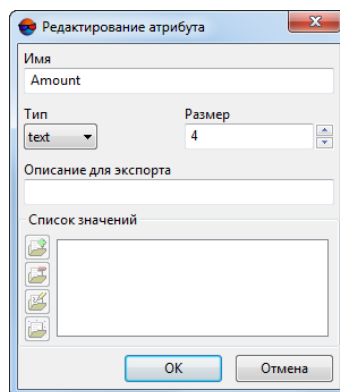 Редактирование атрибута
Имя
Amount
Тип
Размер
text
4
Описание для экспорта
Список значений
OK
Отмена